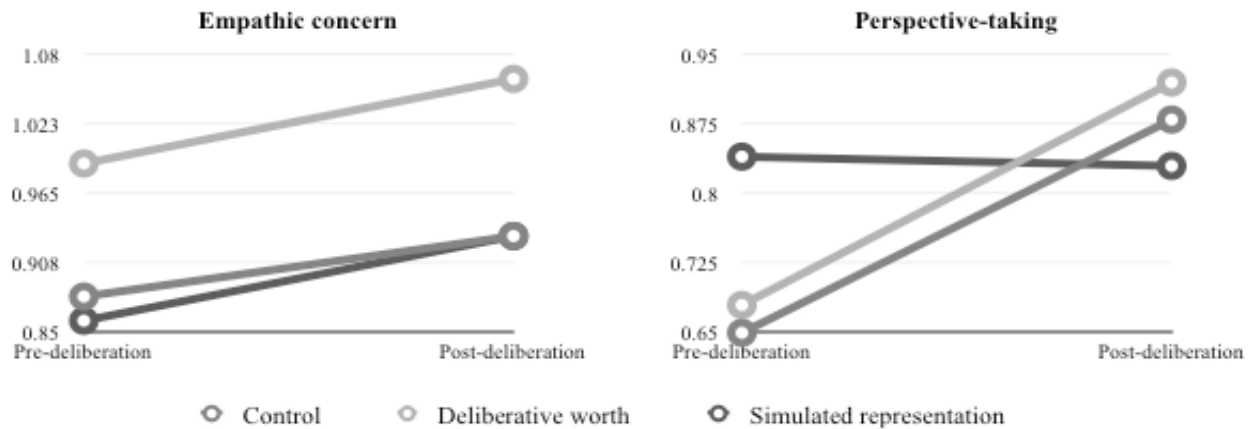 Empathic concern
1.08
1.023
0.965
0.908
0.85
Pre-deliberation Post-deliberation
Perspective-taking
0.95
0.875
0.8
0.725
0.65
Pre-deliberation Post-deliberation
Control Deliberative worth Simulated representation